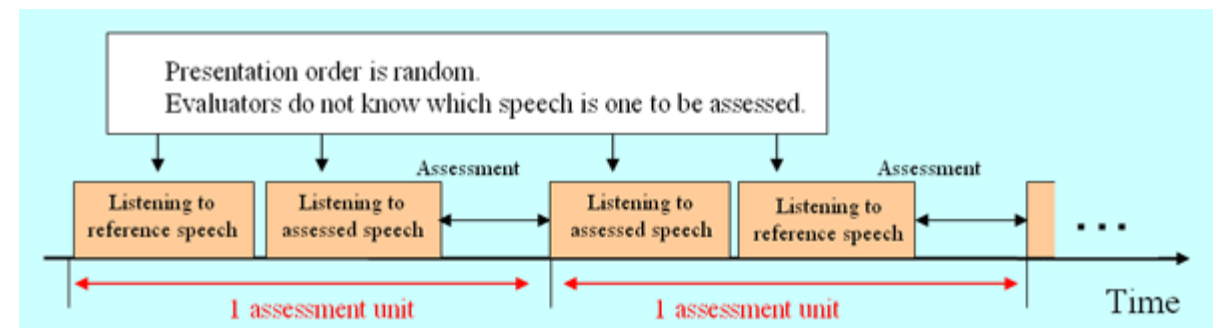 Presentation order is random.
Evaluators do not know which speech is one to be assessed.
Assessment
Assessment
Listening to
reference speech
Listening to
assessed speech
Listening to
assessed speech
Listening to
reference speech
...
1 assessment unit
1 assessment unit
Time